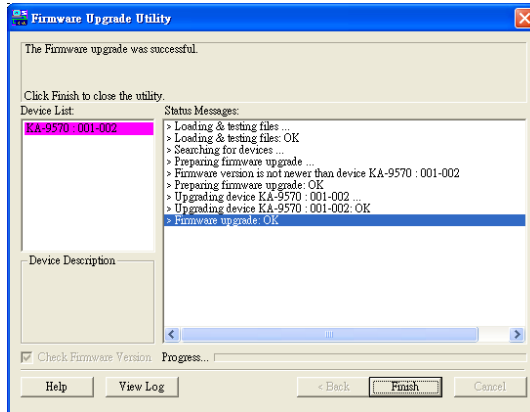 Firmware Upgrade Utility
The Firmware upgrade was successful.
Click Finish to close the utility.
Device List:
Status Messages:
KA-9570 : 001-002
> Loading & testing files ...
> Loading & testing files: OK
> Searching for devices ...
> Preparing firmware upgrade ...
> Firmware version is not newer than device KA-9570 : 001-002
> Preparing firmware upgrade: OK
> Upgrading device KA-9570 : 001-002 ...
> Upgrading device KA-9570 : 001-002: OK
> Firmware upgrade: OK
Device Description
Check Firmware Version
Progress...
Help
View Log
< Back
Finish
Cancel